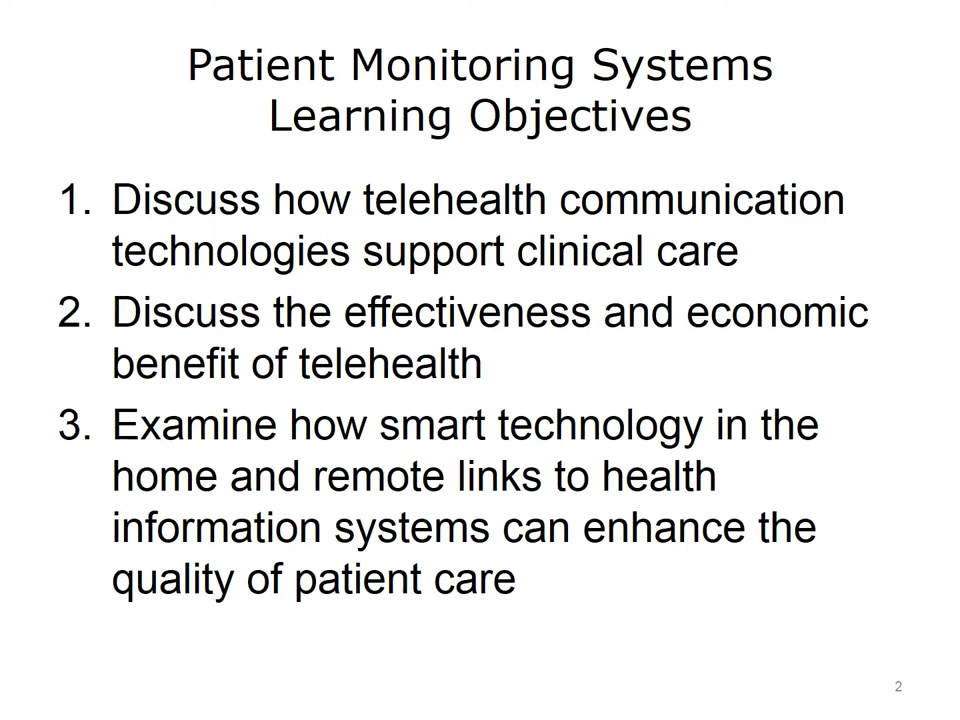 Patient Monitoring Systems
Learning Objectives
1. Discuss how telehealth communication
technologies support clinical care
2. Discuss the effectiveness and economic
benefit of telehealth
3. Examine how smart technology in the
home and remote links to health
information systems can enhance the
quality of patient care
2